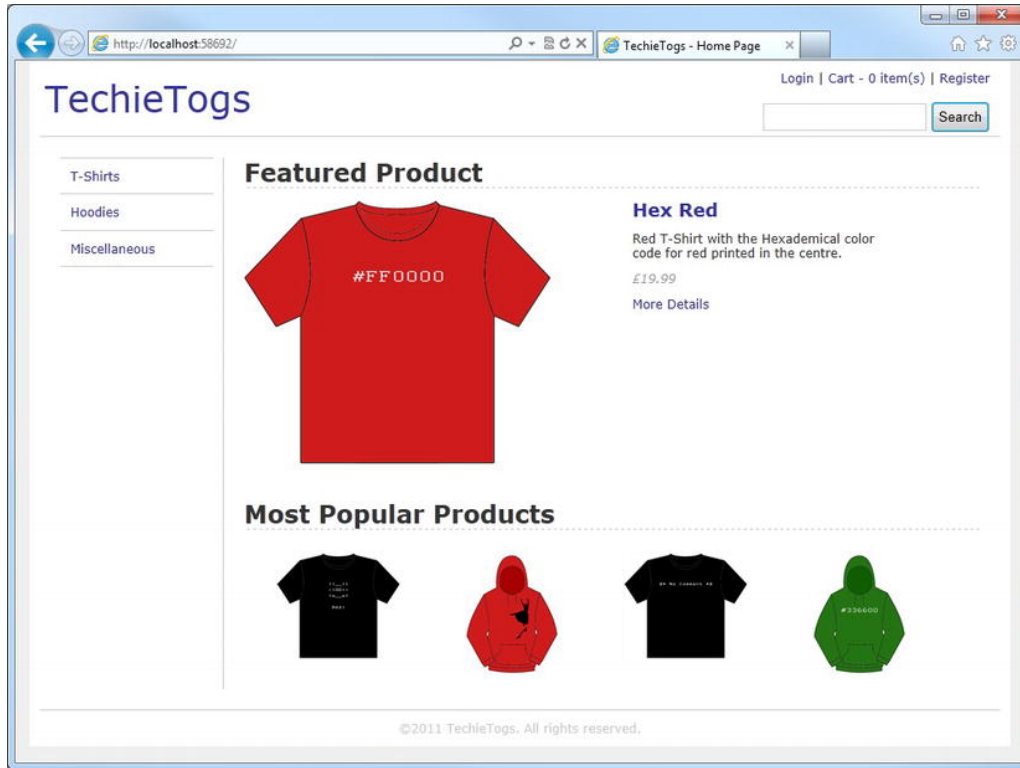 http://localhost:58692/
TechieTogs - Home Page
Login | Cart - 0 item(s) | Register
TechieTogs
Search
T-Shirts
Hoodies
Miscellaneous
Featured Product
#FF0000
Hex Red
Red T-Shirt with the Hexademical color
code for red printed in the centre.
£19.99
More Details
Most Popular Products
#336600
©2011 TechieTogs. All rights reserved.